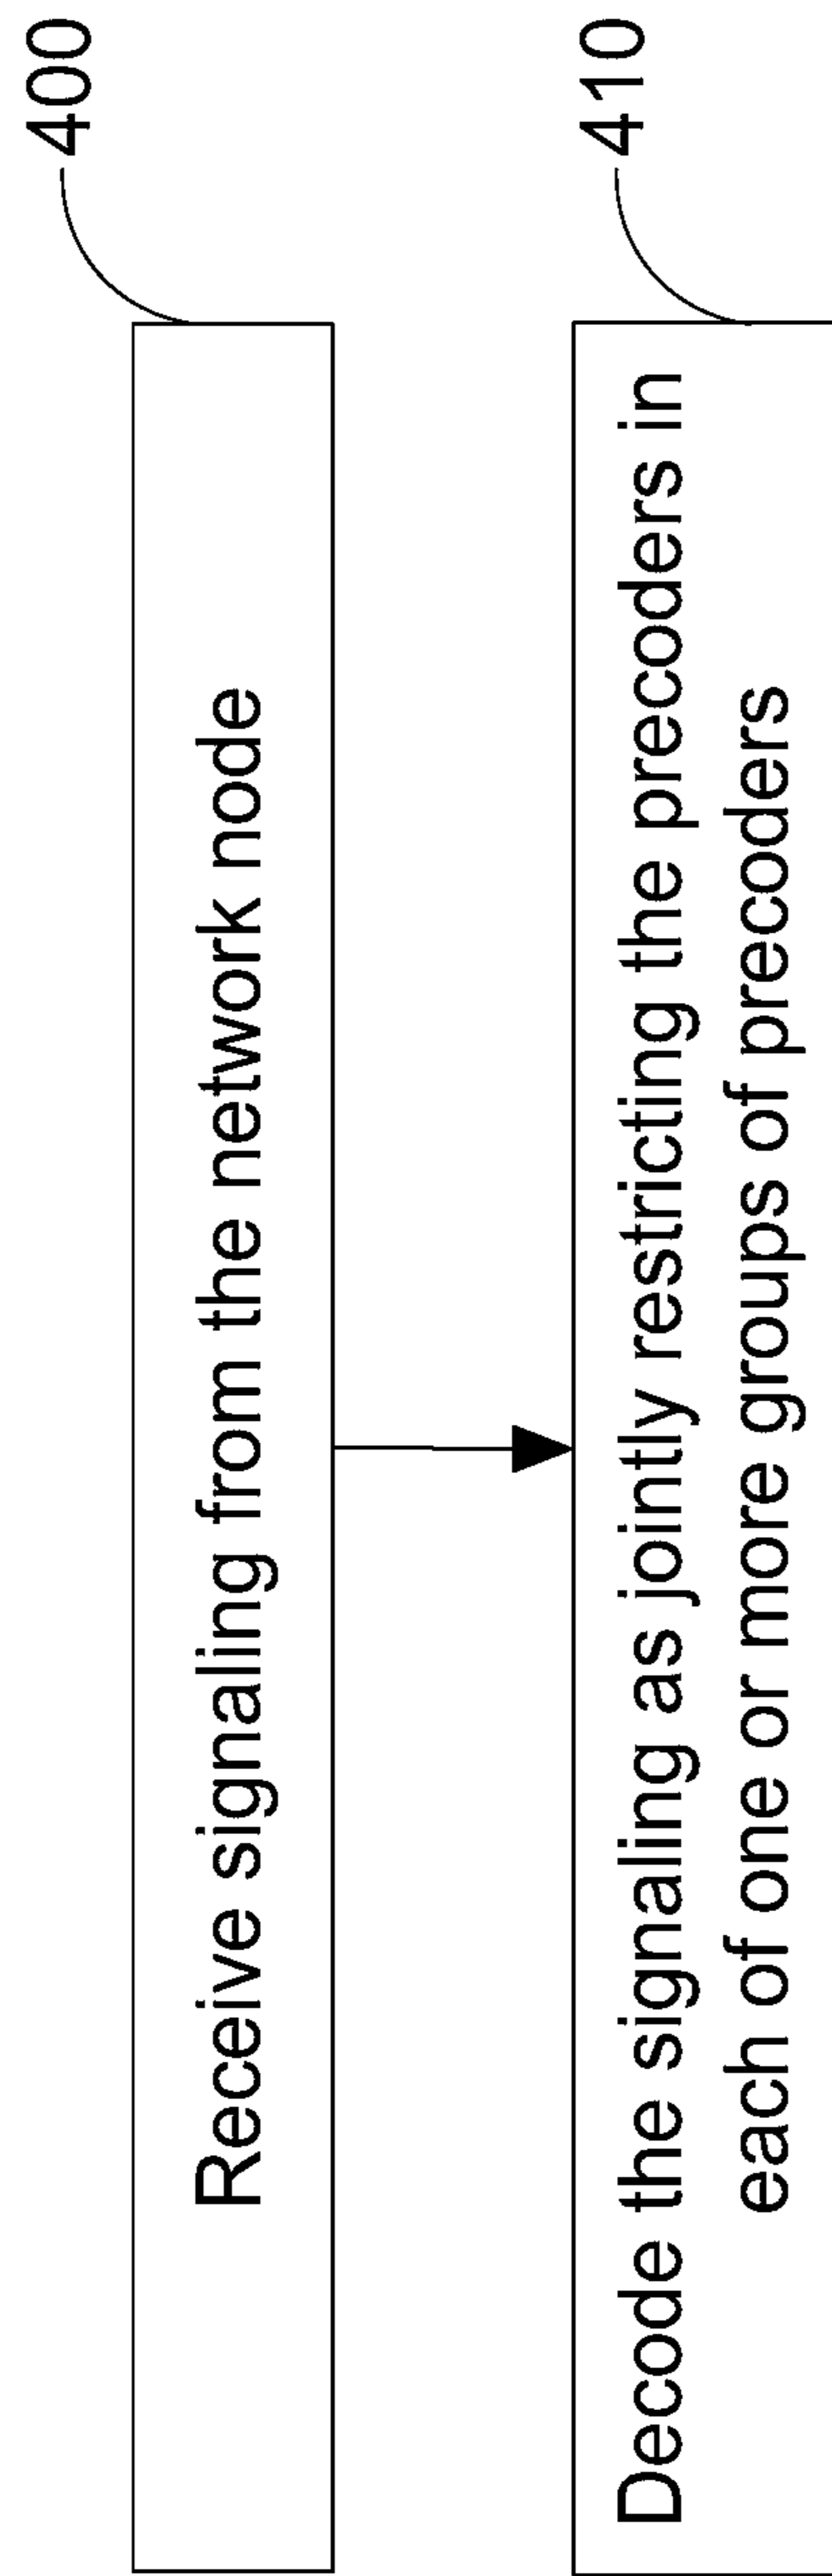 400
Receive signaling from the network node
410
Decode the signaling as jointly restricting the precoders in
each of one or more groups of precoders